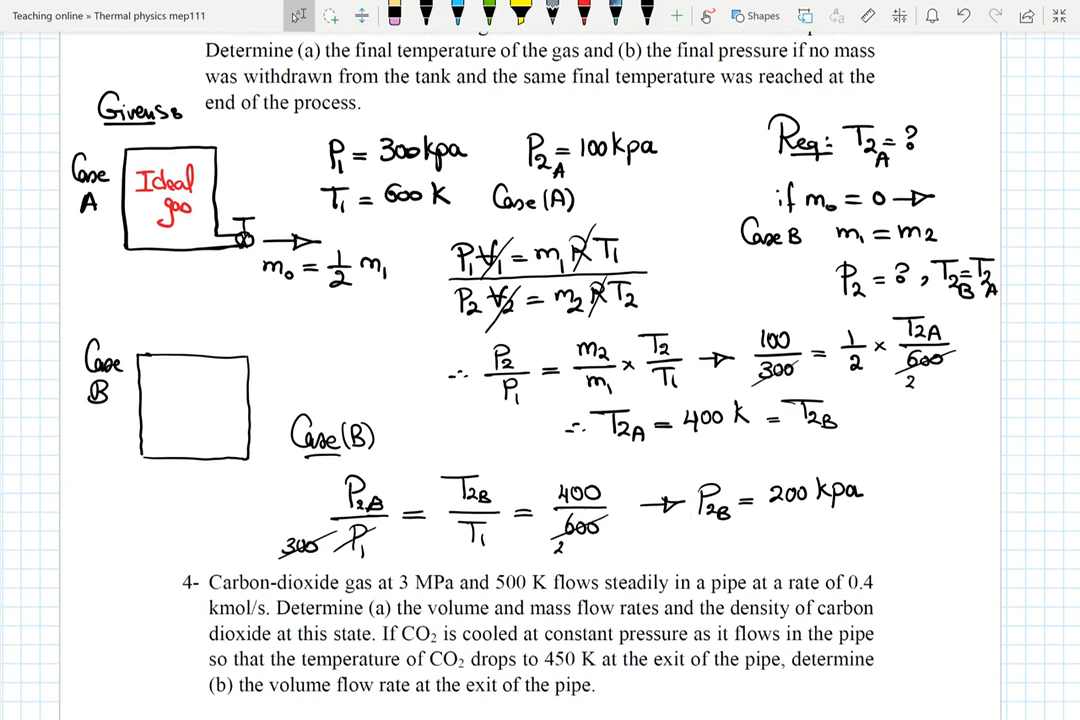 Teaching online » Thermal physics mep111
Shapes
Determine (a) the final temperature of the gas and (b) the final pressure if no mass
was withdrawn from the tank and the same final temperature was reached at the
end of the process.
Givens:
Case A
Ideal gas
m₀ = 1/2 m₁
P₁ = 300 kpa
P₂A = 100 kpa
T₁ = 600 K
Case (A)
Req: T₂A = ?
if m₀ = 0 →
Case B m₁ = m₂
P₂ = ? , T₂B = T₂A
P₁ V₁ = m₁ R T₁
P₂ V₂ = m₂ R T₂
∴ P₂/P₁ = m₂/m₁ × T₂/T₁ → 100/300 = 1/2 × T₂A/600
2
∴ T₂A = 400 K = T₂B
Case B
Case (B)
P₂B/P₁ = T₂B/T₁ = 400/600 → P₂B = 200 kpa
300
2
4- Carbon-dioxide gas at 3 MPa and 500 K flows steadily in a pipe at a rate of 0.4
kmol/s. Determine (a) the volume and mass flow rates and the density of carbon
dioxide at this state. If CO₂ is cooled at constant pressure as it flows in the pipe
so that the temperature of CO₂ drops to 450 K at the exit of the pipe, determine
(b) the volume flow rate at the exit of the pipe.